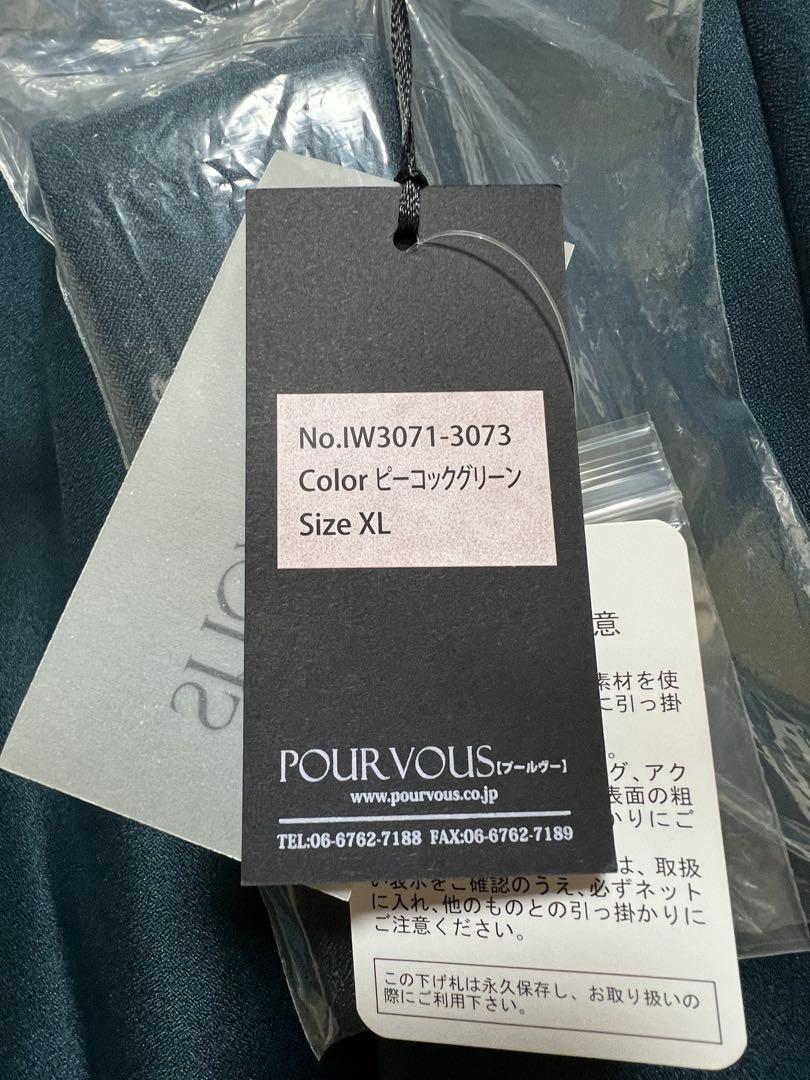 No.IW3071-3073
Color ピーコックグリーン
Size XL
POUR VOUS【プールヴー】
www.pourvous.co.jp
TEL:06-6762-7188 FAX:06-6762-7189
意
素材を使
に引っ掛
。
グ、アク
表面の粗
かりにご
は、取扱
い表示をご確認のうえ、必ずネット
に入れ、他のものとの引っ掛かりに
ご注意ください。
この下げ札は永久保存し、お取り扱いの
際にご利用下さい。